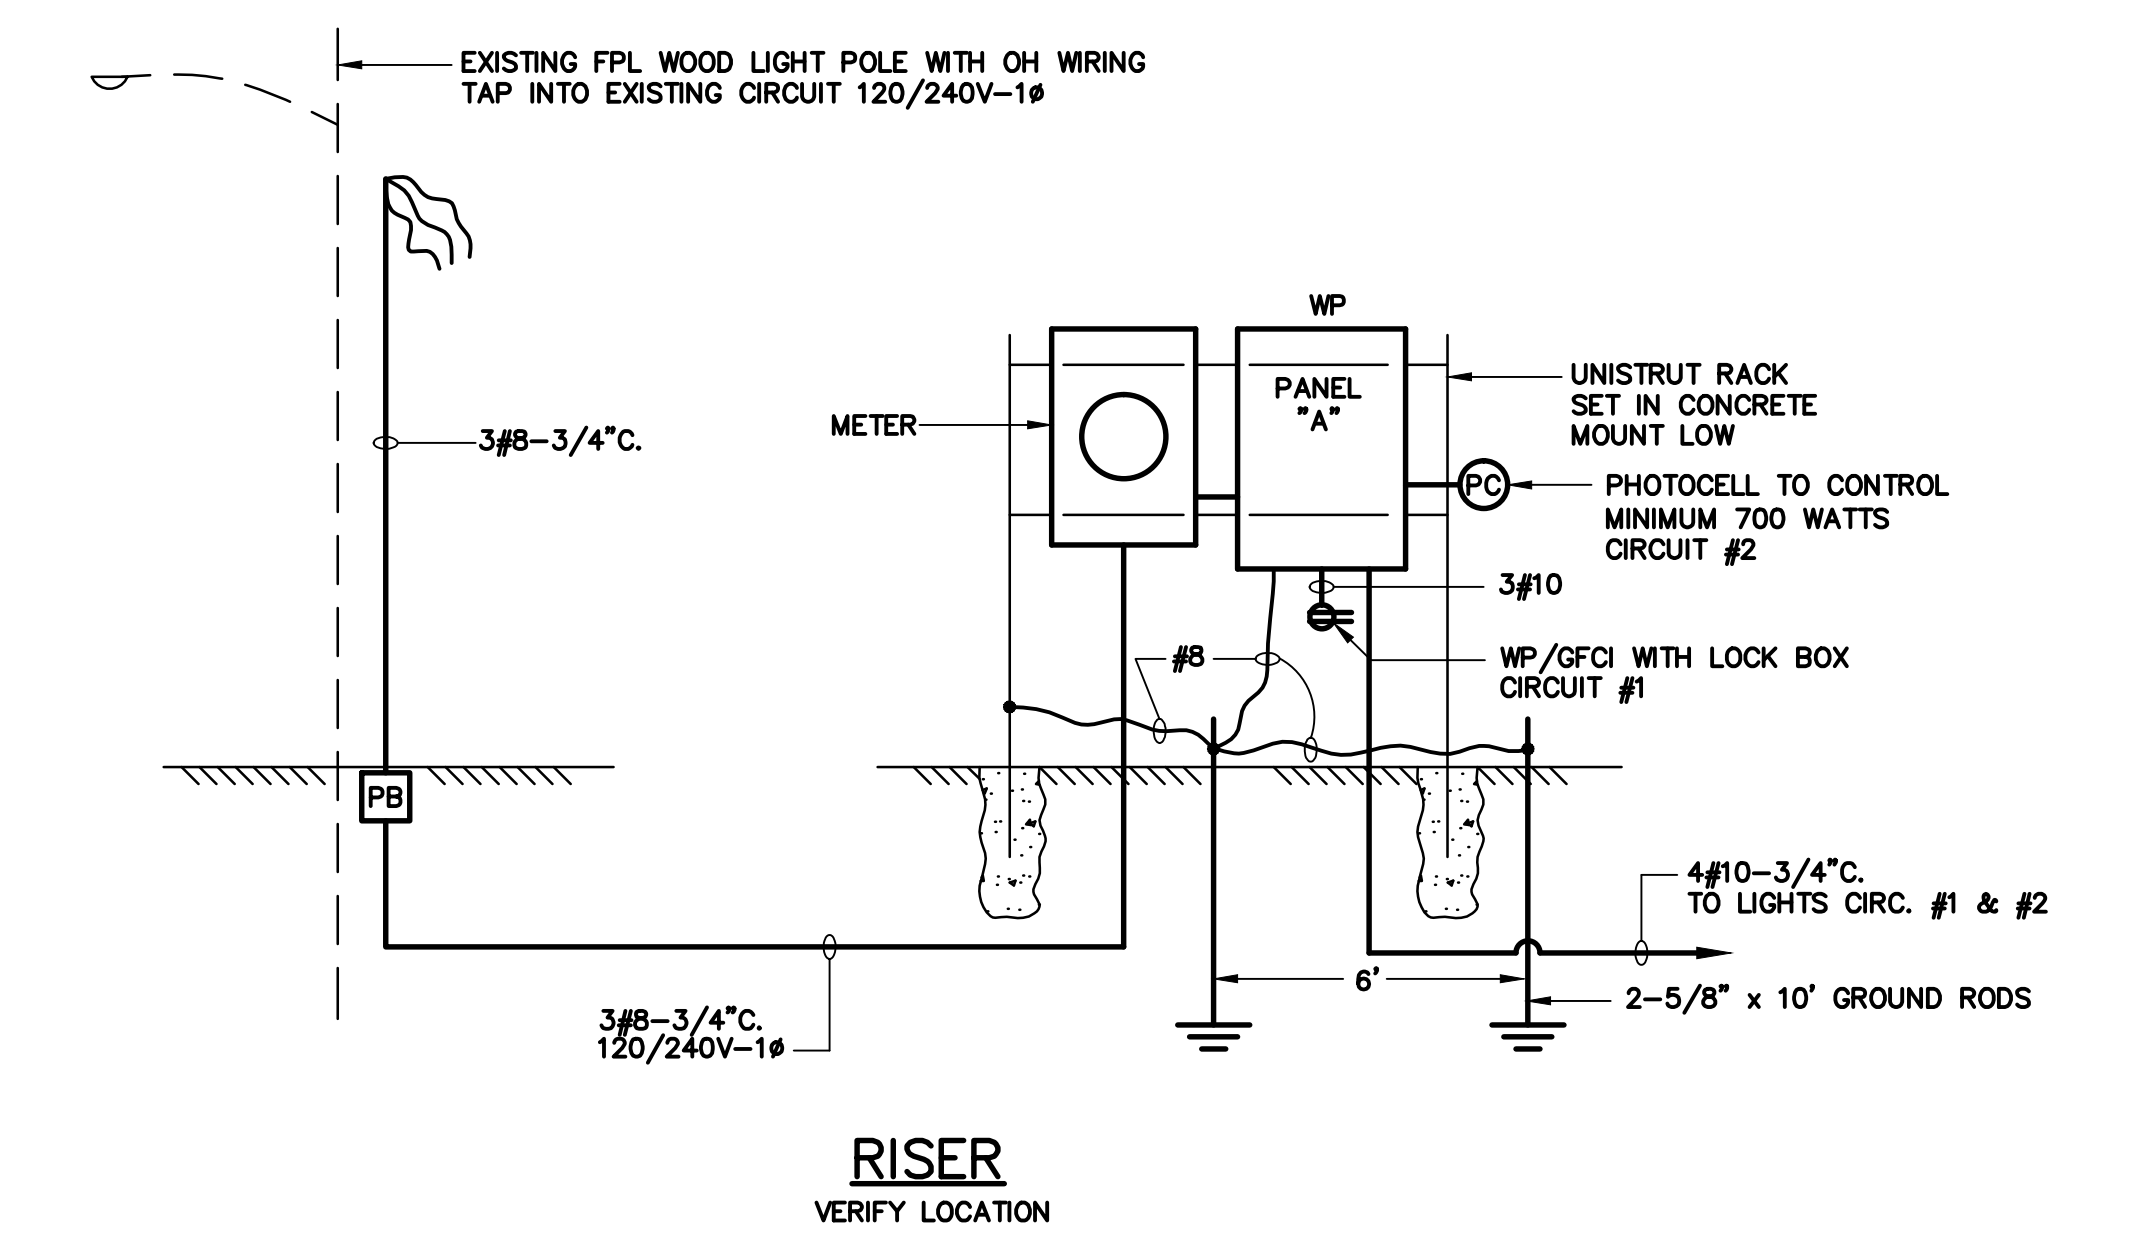 EXISTING FPL WOOD LIGHT POLE WITH OH WIRING
TAP INTO EXISTING CIRCUIT 120/240V-1ø
WP
PANEL
"A"
UNISTRUT RACK
SET IN CONCRETE
MOUNT LOW
METER
3#8-3/4"C.
PC
PHOTOCELL TO CONTROL
MINIMUM 700 WATTS
CIRCUIT #2
3#10
#8
WP/GFCI WITH LOCK BOX
CIRCUIT #1
PB
4#10-3/4"C.
TO LIGHTS CIRC. #1 & #2
6'
2-5/8" x 10' GROUND RODS
3#8-3/4"C.
120/240V-1ø
RISER
VERIFY LOCATION